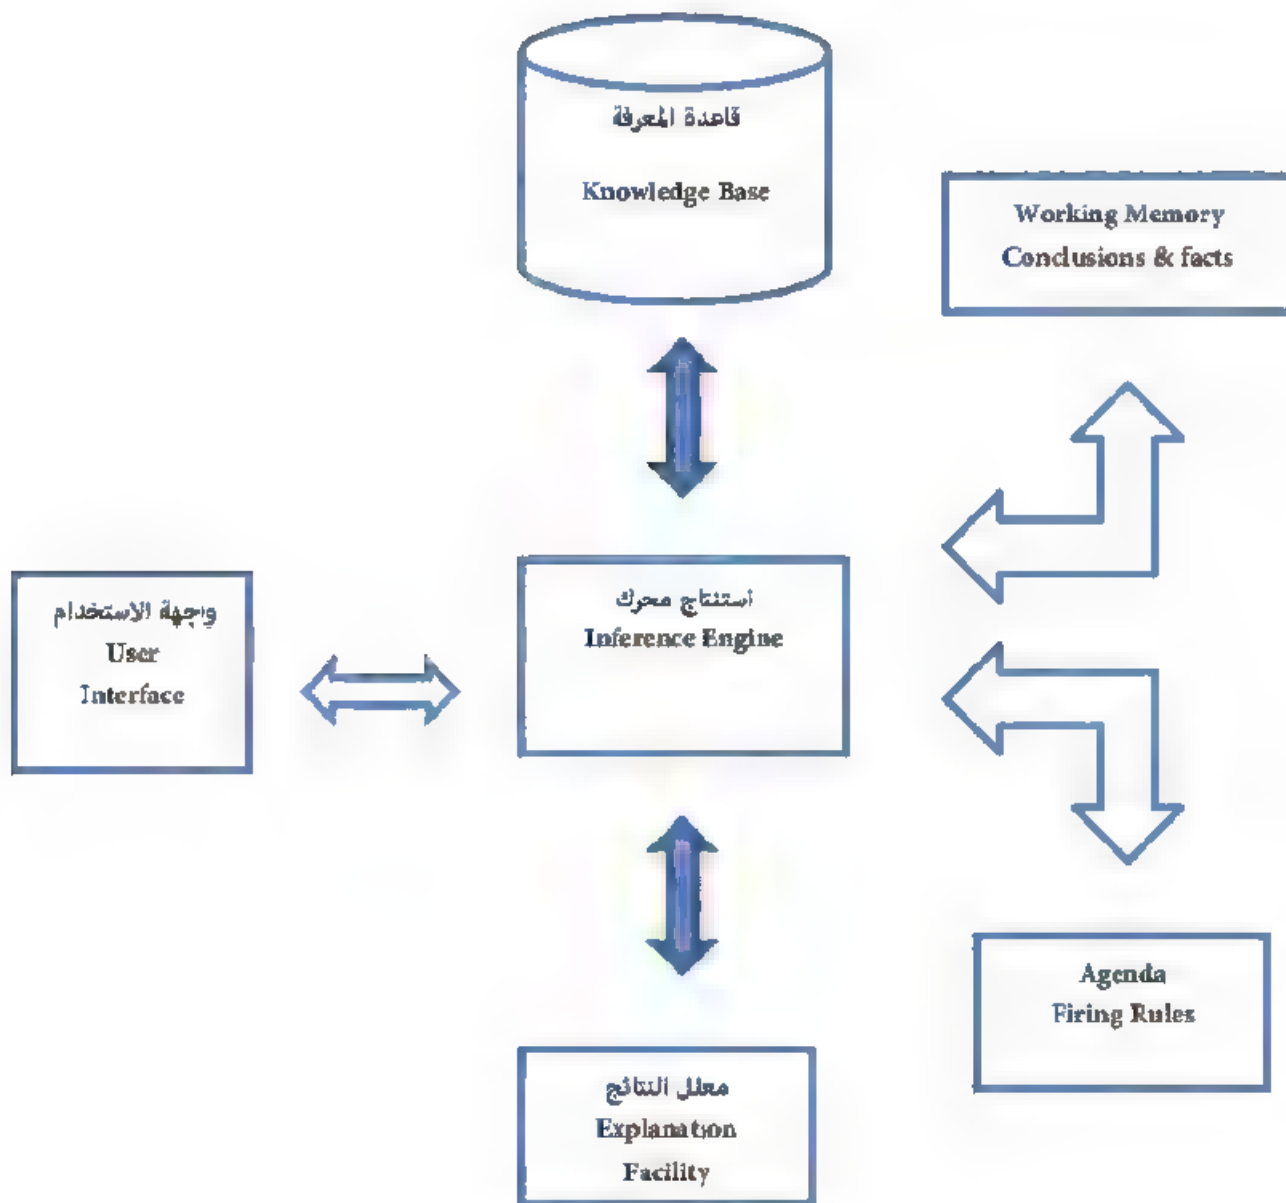 قاعدة المعرفة
Knowledge Base
Working Memory
Conclusions & facts
واجهة الاستخدام
User
Interface
استنتاج محرك
Inference Engine
معلل النتائج
Explanation
Facility
Agenda
Firing Rules